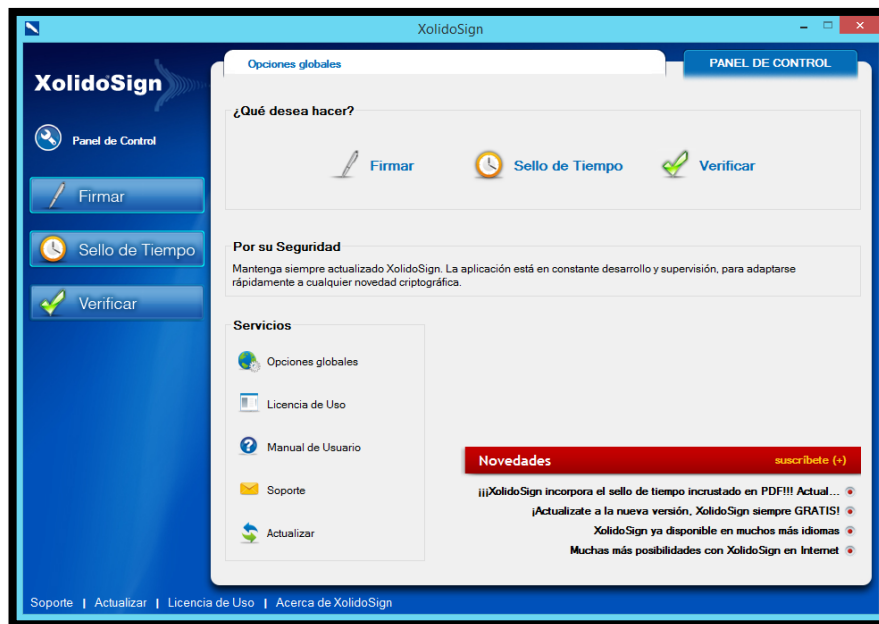 XolidoSign
XolidoSign
Panel de Control
Firmar
Sello de Tiempo
Verificar
Opciones globales
PANEL DE CONTROL
¿Qué desea hacer?
Firmar
Sello de Tiempo
Verificar
Por su Seguridad
Mantenga siempre actualizado XolidoSign. La aplicación está en constante desarrollo y supervisión, para adaptarse
rápidamente a cualquier novedad criptográfica.
Servicios
Opciones globales
Licencia de Uso
Manual de Usuario
Soporte
Actualizar
Novedades
suscríbete (+)
¡¡¡XolidoSign incorpora el sello de tiempo incrustado en PDF!!! Actual...
¡Actualizate a la nueva versión, XolidoSign siempre GRATIS!
XolidoSign ya disponible en muchos más idiomas
Muchas más posibilidades con XolidoSign en Internet
Soporte | Actualizar | Licencia de Uso | Acerca de XolidoSign